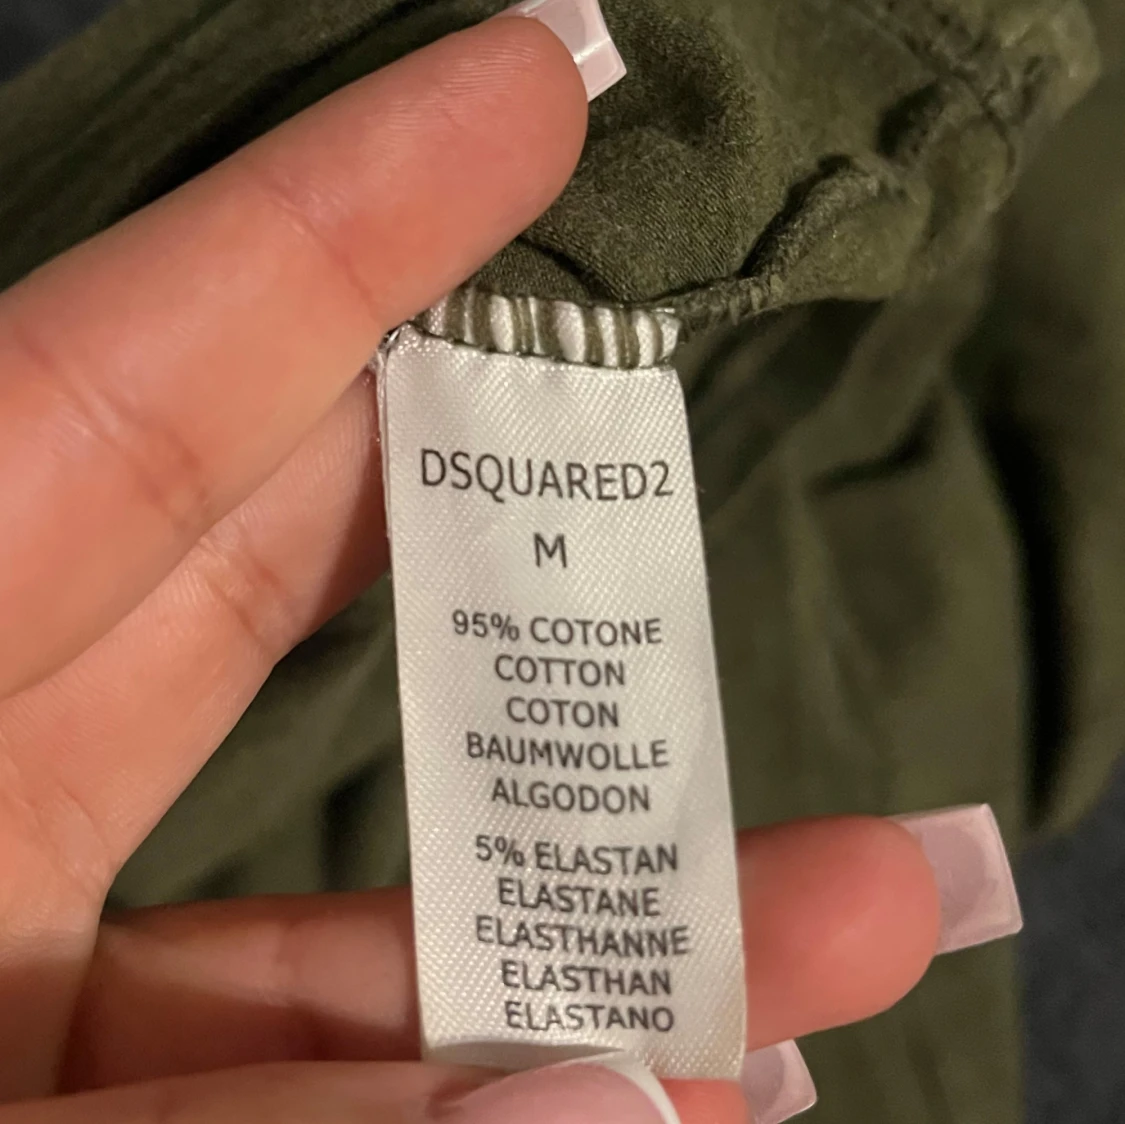 DSQUARED2
M
95% COTONE
COTTON
COTON
BAUMWOLLE
ALGODON
5% ELASTAN
ELASTANE
ELASTHANNE
ELASTHAN
ELASTANO